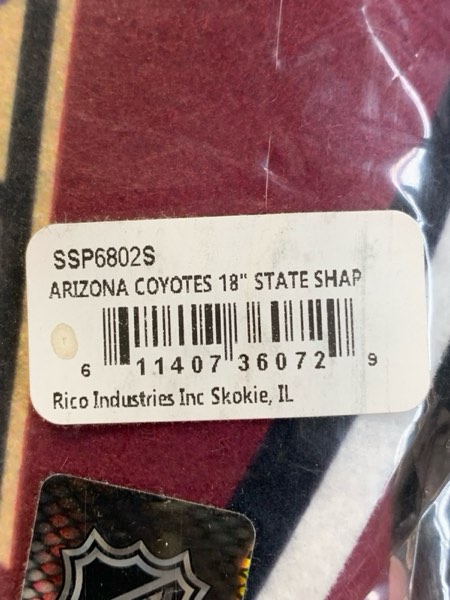 SSP6802S
ARIZONA COYOTES 18" STATE SHAP
6 11407 36072 9
Rico Industries Inc Skokie, IL